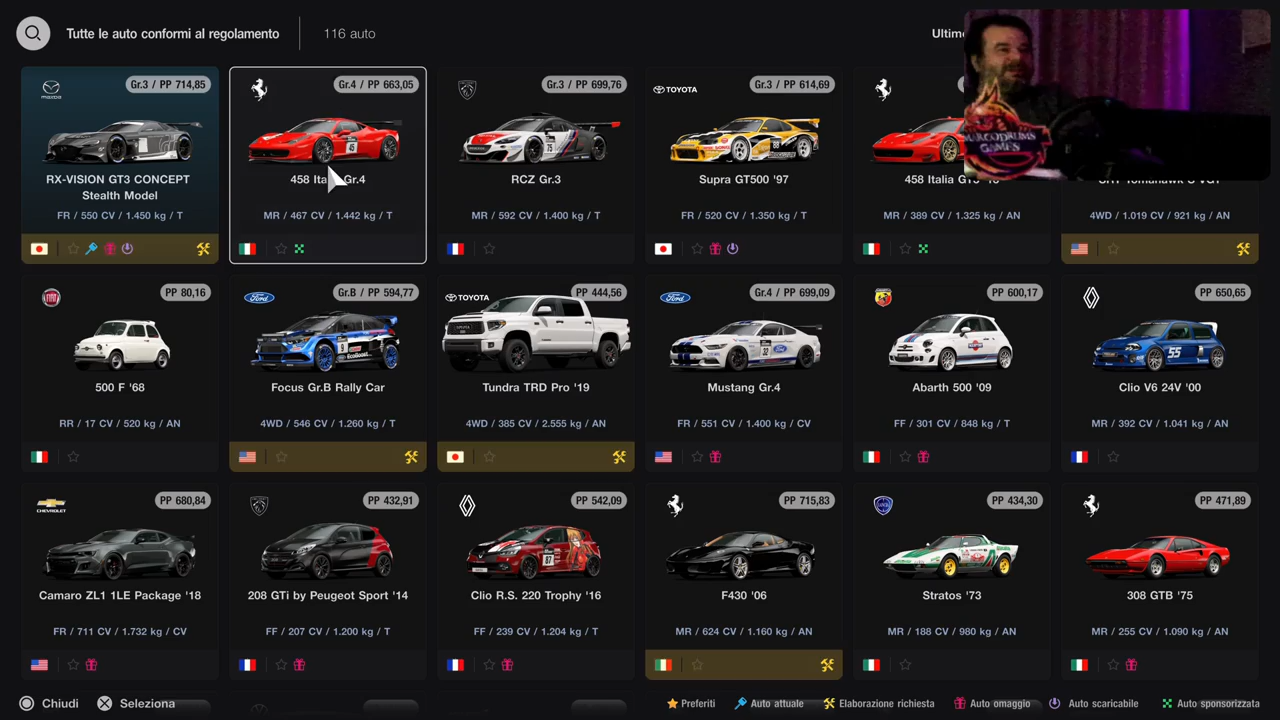 Tutte le auto conformi al regolamento
116 auto
Ultime
Gr.3 / PP 714,85
mazda
RX-VISION GT3 CONCEPT
Stealth Model
FR / 550 CV / 1.450 kg / T
Gr.4 / PP 663,05
458 Italia Gr.4
MR / 467 CV / 1.442 kg / T
Gr.3 / PP 699,76
RCZ Gr.3
MR / 592 CV / 1.400 kg / T
Gr.3 / PP 614,69
TOYOTA
Supra GT500 '97
FR / 520 CV / 1.350 kg / T
458 Italia GT3
MR / 389 CV / 1.325 kg / AN
MARCODRUMS
GAMES
SRT Tomahawk S VGT
4WD / 1.019 CV / 921 kg / AN
PP 80,16
FIAT
500 F '68
RR / 17 CV / 520 kg / AN
Gr.B / PP 594,77
Ford
Focus Gr.B Rally Car
4WD / 546 CV / 1.260 kg / T
PP 444,56
TOYOTA
Tundra TRD Pro '19
4WD / 385 CV / 2.555 kg / AN
Gr.4 / PP 699,09
Ford
Mustang Gr.4
FR / 551 CV / 1.400 kg / CV
PP 600,17
Abarth 500 '09
FF / 301 CV / 848 kg / T
PP 650,65
55
Clio V6 24V '00
MR / 392 CV / 1.041 kg / AN
PP 680,84
CHEVROLET
Camaro ZL1 1LE Package '18
FR / 711 CV / 1.732 kg / CV
PP 432,91
208 GTi by Peugeot Sport '14
FF / 207 CV / 1.200 kg / T
PP 542,09
Clio R.S. 220 Trophy '16
FF / 239 CV / 1.204 kg / T
PP 715,83
F430 '06
MR / 624 CV / 1.160 kg / AN
PP 434,30
LANCIA
Stratos '73
MR / 188 CV / 980 kg / AN
PP 471,89
308 GTB '75
MR / 255 CV / 1.090 kg / AN
Chiudi
Seleziona
Preferiti
Auto attuale
Elaborazione richiesta
Auto omaggio
Auto scaricabile
Auto sponsorizzata